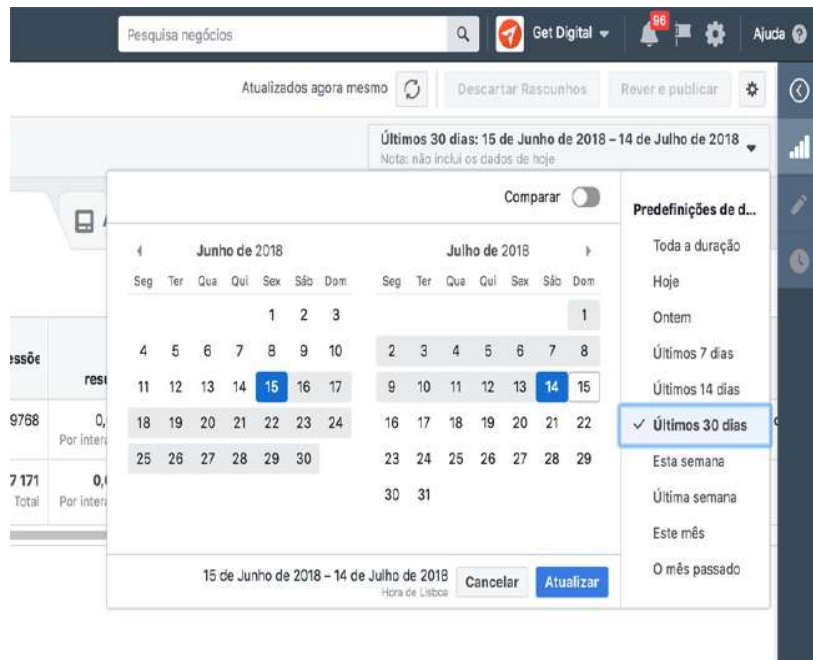 Pesquisa negócios
Get Digital
96
Ajuda
Atualizados agora mesmo
Descartar Rascunhos
Rever e publicar
Últimos 30 dias: 15 de Junho de 2018 – 14 de Julho de 2018
Nota: não inclui os dados de hoje
Comparar
Junho de 2018
Seg Ter Qua Qui Sex Sáb Dom
1 2 3
4 5 6 7 8 9 10
11 12 13 14 15 16 17
18 19 20 21 22 23 24
25 26 27 28 29 30
Julho de 2018
Seg Ter Qua Qui Sex Sáb Dom
1
2 3 4 5 6 7 8
9 10 11 12 13 14 15
16 17 18 19 20 21 22
23 24 25 26 27 28 29
30 31
Predefinições de d...
Toda a duração
Hoje
Ontem
Últimos 7 dias
Últimos 14 dias
Últimos 30 dias
Esta semana
Última semana
Este mês
O mês passado
15 de Junho de 2018 – 14 de Julho de 2018
Hora de Lisboa
Cancelar
Atualizar
9768
Por inter
7 171
Total
Por inter